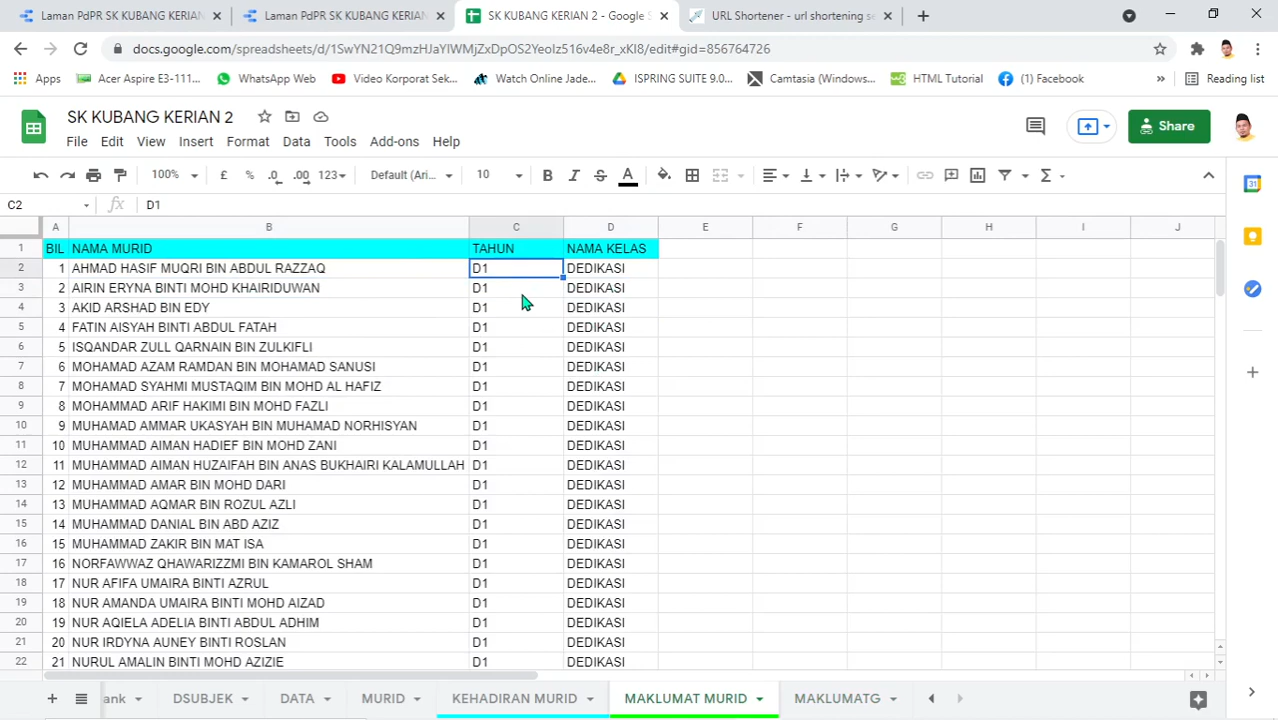 Laman PdPR SK KUBANG KERIAN
Laman PdPR SK KUBANG KERIAN
SK KUBANG KERIAN 2 - Google S
URL Shortener - url shortening se
docs.google.com/spreadsheets/d/1SwYN21Q9mzHJaYIWMjZxDpOS2Yeolz516v4e8r_xKI8/edit#gid=856764726
Apps
Acer Aspire E3-111...
WhatsApp Web
Video Korporat Sek...
Watch Online Jade...
ISPRING SUITE 9.0...
Camtasia (Windows...
HTML Tutorial
(1) Facebook
»
Reading list
SK KUBANG KERIAN 2
File Edit View Insert Format Data Tools Add-ons Help
Share
100% £ % .0 .00 123 Default (Ari... 10 B I S A
C2 fx D1
A B C D E F G H I J
1 BIL NAMA MURID TAHUN NAMA KELAS
2 1 AHMAD HASIF MUQRI BIN ABDUL RAZZAQ D1 DEDIKASI
3 2 AIRIN ERYNA BINTI MOHD KHAIRIDUWAN D1 DEDIKASI
4 3 AKID ARSHAD BIN EDY D1 DEDIKASI
5 4 FATIN AISYAH BINTI ABDUL FATAH D1 DEDIKASI
6 5 ISQANDAR ZULL QARNAIN BIN ZULKIFLI D1 DEDIKASI
7 6 MOHAMAD AZAM RAMDAN BIN MOHAMAD SANUSI D1 DEDIKASI
8 7 MOHAMAD SYAHMI MUSTAQIM BIN MOHD AL HAFIZ D1 DEDIKASI
9 8 MOHAMMAD ARIF HAKIMI BIN MOHD FAZLI D1 DEDIKASI
10 9 MUHAMAD AMMAR UKASYAH BIN MUHAMAD NORHISYAN D1 DEDIKASI
11 10 MUHAMMAD AIMAN HADIEF BIN MOHD ZANI D1 DEDIKASI
12 11 MUHAMMAD AIMAN HUZAIFAH BIN ANAS BUKHAIRI KALAMULLAH D1 DEDIKASI
13 12 MUHAMMAD AMAR BIN MOHD DARI D1 DEDIKASI
14 13 MUHAMMAD AQMAR BIN ROZUL AZLI D1 DEDIKASI
15 14 MUHAMMAD DANIAL BIN ABD AZIZ D1 DEDIKASI
16 15 MUHAMMAD ZAKIR BIN MAT ISA D1 DEDIKASI
17 16 NORFAWWAZ QHAWARIZZMI BIN KAMAROL SHAM D1 DEDIKASI
18 17 NUR AFIFA UMAIRA BINTI AZRUL D1 DEDIKASI
19 18 NUR AMANDA UMAIRA BINTI MOHD AIZAD D1 DEDIKASI
20 19 NUR AQIELA ADELIA BINTI ABDUL ADHIM D1 DEDIKASI
21 20 NUR IRDYNA AUNEY BINTI ROSLAN D1 DEDIKASI
22 21 NURUL AMALIN BINTI MOHD AZIZIE D1 DEDIKASI
ank DSUBJEK DATA MURID KEHADIRAN MURID MAKLUMAT MURID MAKLUMATG